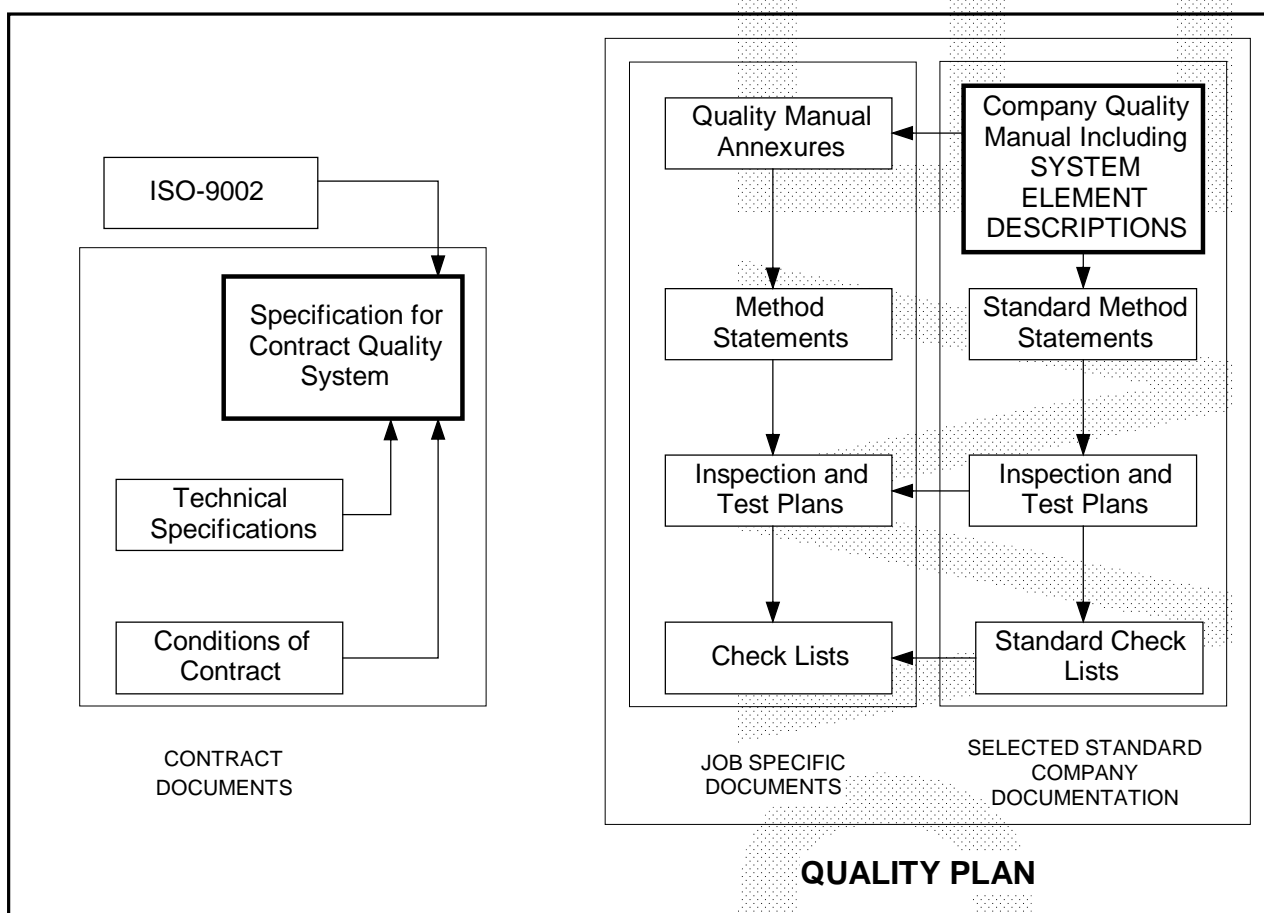 ISO-9002
Specification for
Contract Quality
System
Technical
Specifications
Conditions of
Contract
CONTRACT
DOCUMENTS
Quality Manual
Annexures
Method
Statements
Inspection and
Test Plans
Check Lists
JOB SPECIFIC
DOCUMENTS
Company Quality
Manual Including
SYSTEM
ELEMENT
DESCRIPTIONS
Standard Method
Statements
Inspection and
Test Plans
Standard Check
Lists
SELECTED STANDARD
COMPANY
DOCUMENTATION
QUALITY PLAN